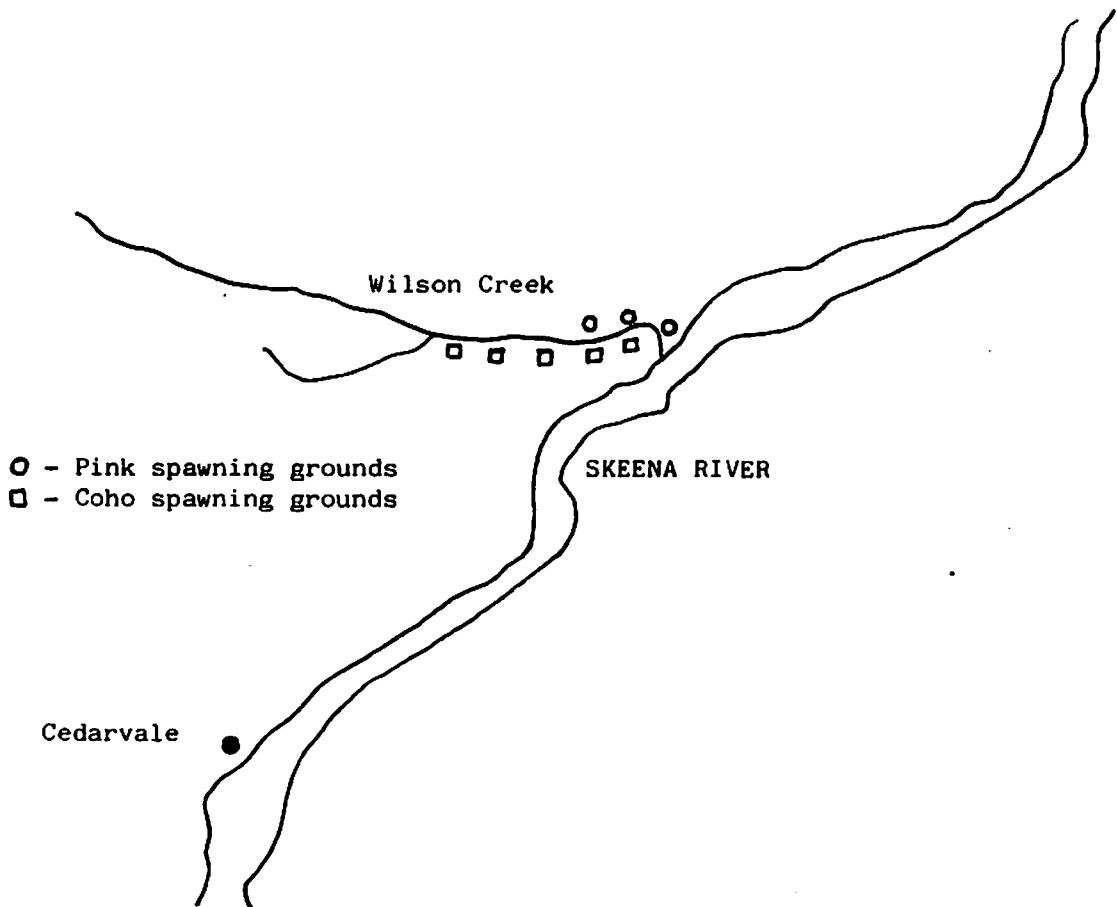 Wilson Creek
O - Pink spawning grounds
□ - Coho spawning grounds
SKEENA RIVER
Cedarvale